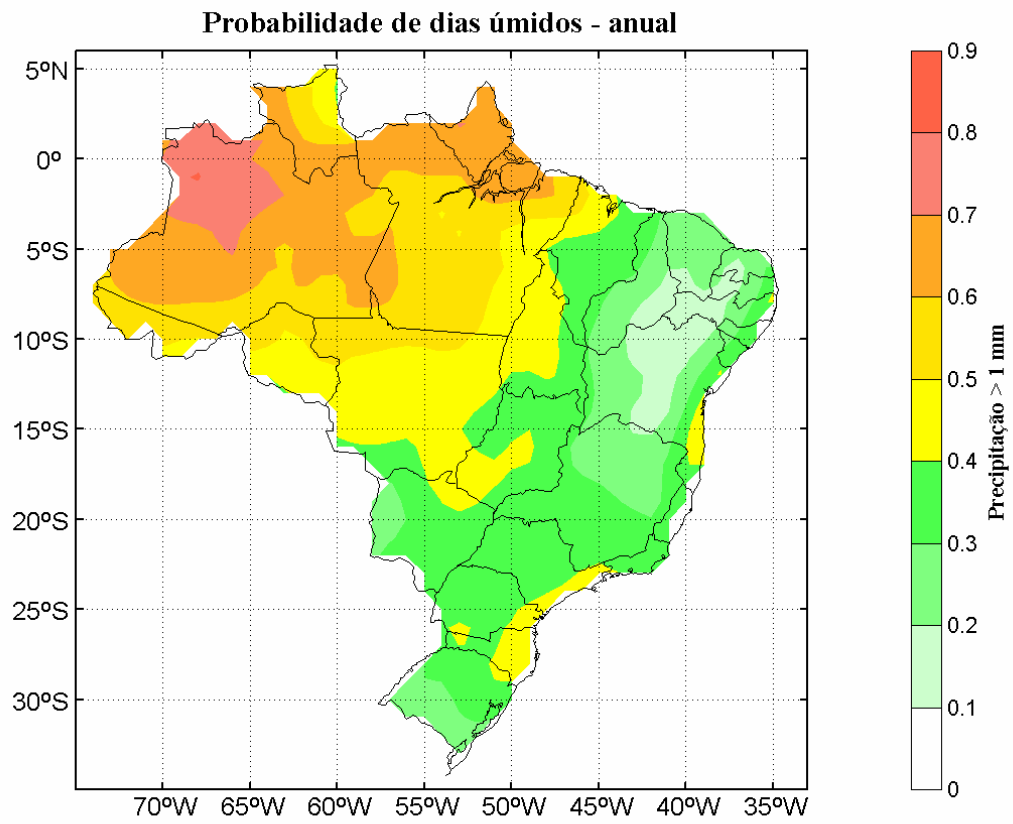 Probabilidade de dias úmidos - anual
5ºN
0º
5ºS
10ºS
15ºS
20ºS
25ºS
30ºS
70ºW 65ºW 60ºW 55ºW 50ºW 45ºW 40ºW 35ºW
0.9
0.8
0.7
0.6
0.5
0.4
0.3
0.2
0.1
0
Precipitação > 1 mm